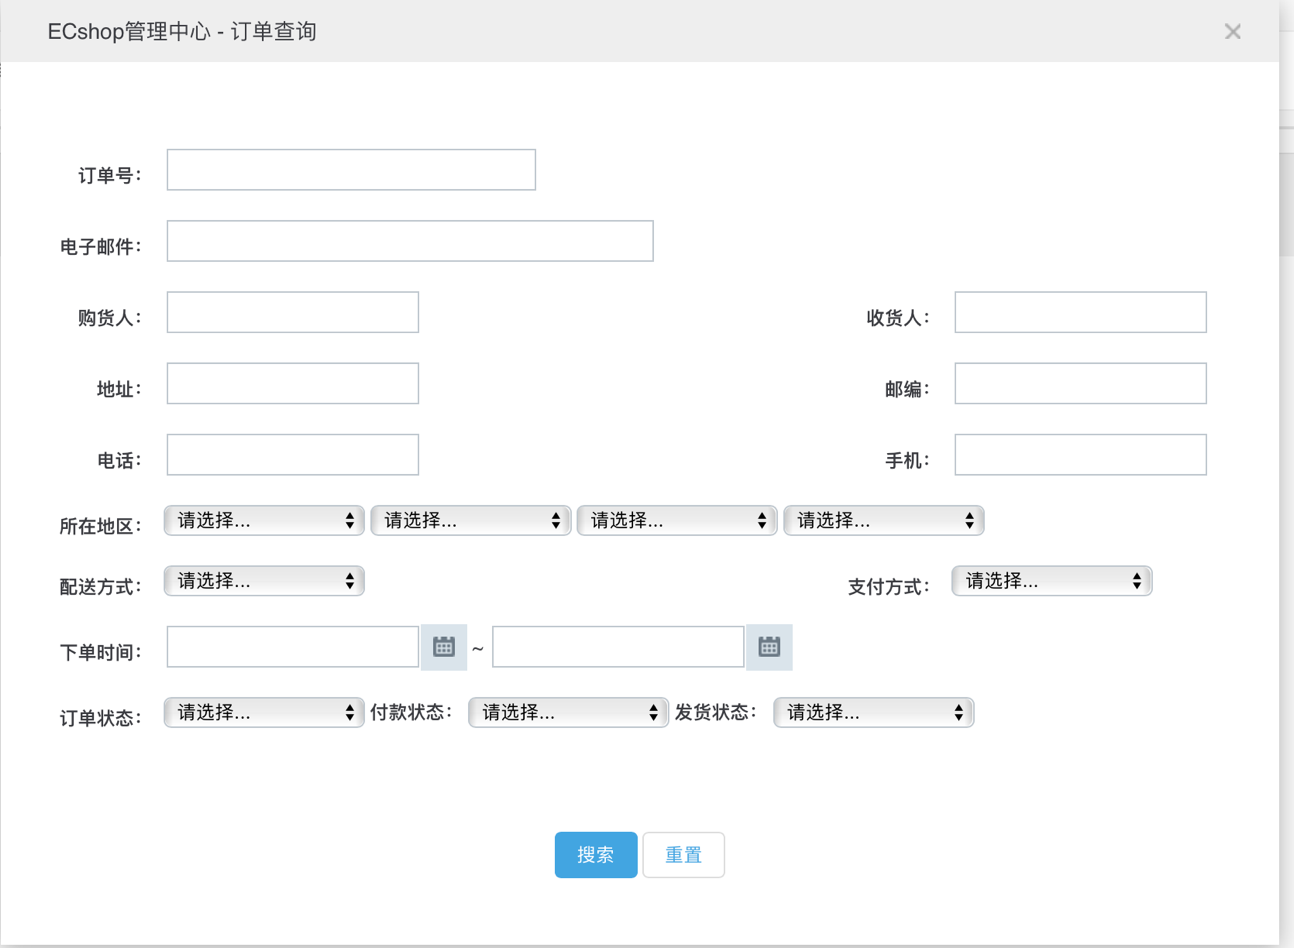 ECshop管理中心 - 订单查询
订单号：
电子邮件：
购货人： 收货人：
地址： 邮编：
电话： 手机：
所在地区： 请选择... 请选择... 请选择... 请选择...
配送方式： 请选择... 支付方式： 请选择...
下单时间： ~
订单状态： 请选择... 付款状态： 请选择... 发货状态： 请选择...
搜索 重置